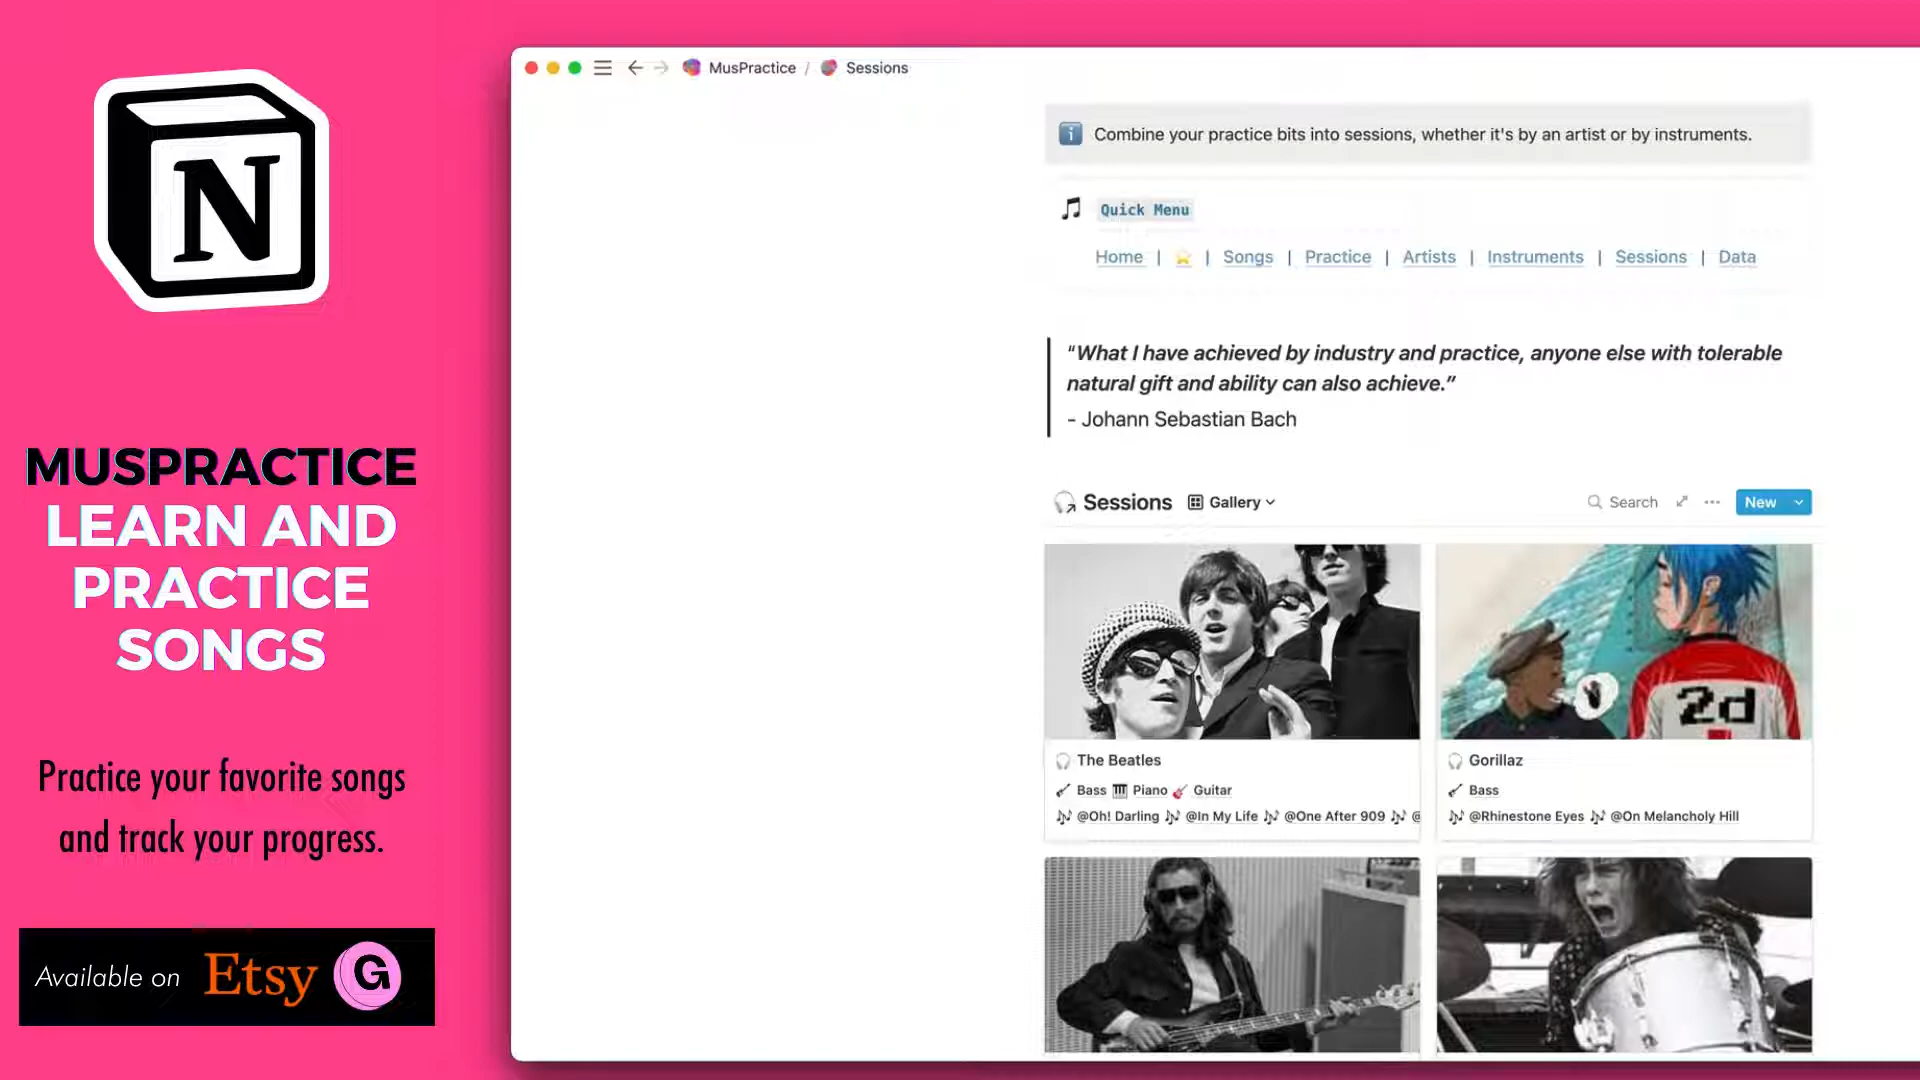 N
MUSPRACTICE
LEARN AND
PRACTICE
SONGS
Practice your favorite songs
and track your progress.
Available on Etsy G
MusPractice / Sessions
Combine your practice bits into sessions, whether it's by an artist or by instruments.
Quick Menu
Home | ⭐ | Songs | Practice | Artists | Instruments | Sessions | Data
"What I have achieved by industry and practice, anyone else with tolerable
natural gift and ability can also achieve."
- Johann Sebastian Bach
Sessions Gallery Search New
2d
The Beatles
Bass Piano Guitar
@Oh! Darling @In My Life @One After 909 @
Gorillaz
Bass
@Rhinestone Eyes @On Melancholy Hill